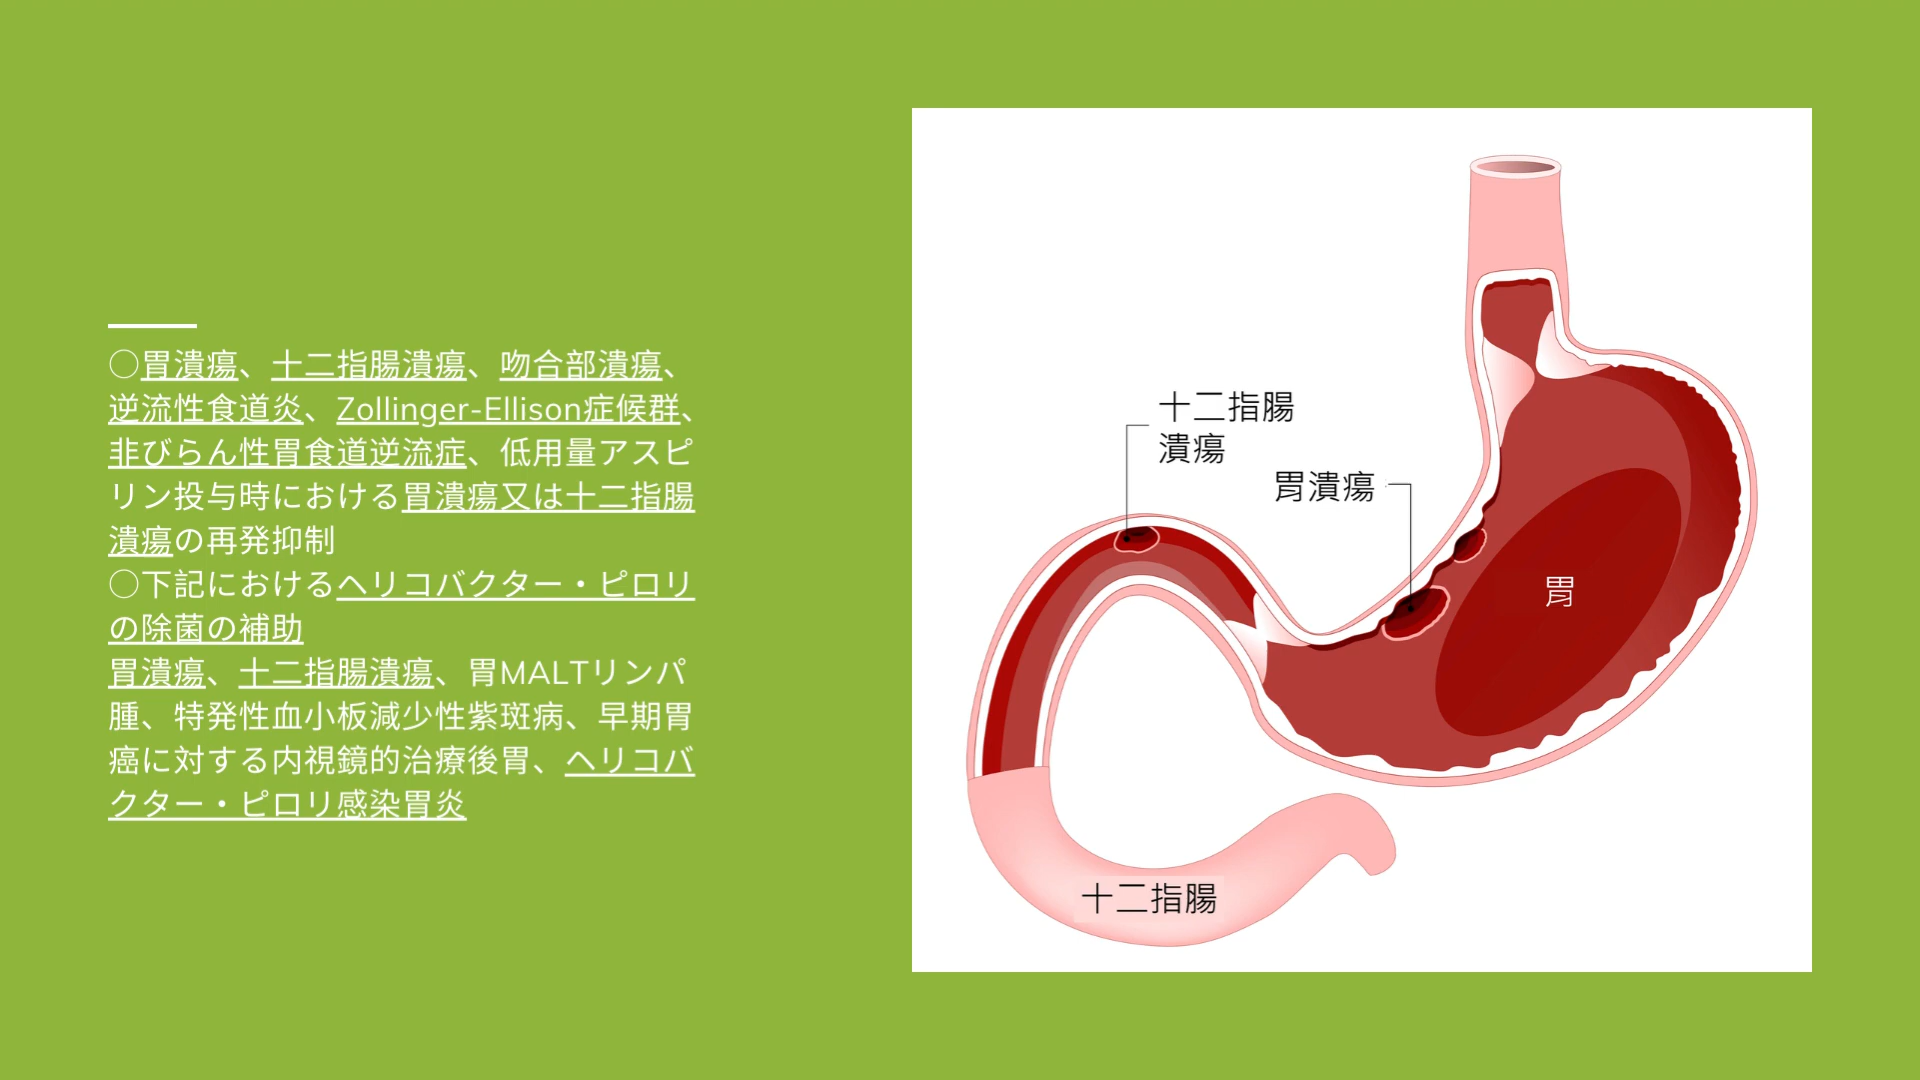 ○胃潰瘍、十二指腸潰瘍、吻合部潰瘍、
逆流性食道炎、Zollinger-Ellison症候群、
非びらん性胃食道逆流症、低用量アスピ
リン投与時における胃潰瘍又は十二指腸
潰瘍の再発抑制
○下記におけるヘリコバクター・ピロリ
の除菌の補助
胃潰瘍、十二指腸潰瘍、胃MALTリンパ
腫、特発性血小板減少性紫斑病、早期胃
癌に対する内視鏡的治療後胃、ヘリコバ
クター・ピロリ感染胃炎
十二指腸
潰瘍
胃潰瘍
胃
十二指腸